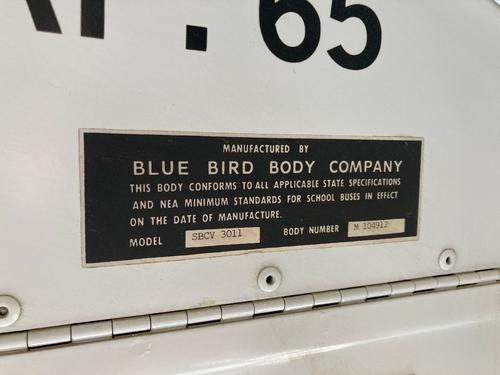 AP. 65
MANUFACTURED BY
BLUE BIRD BODY COMPANY
THIS BODY CONFORMS TO ALL APPLICABLE STATE SPECIFICATIONS
AND NEA MINIMUM STANDARDS FOR SCHOOL BUSES IN EFFECT
ON THE DATE OF MANUFACTURE.
MODEL SBCV 3011 BODY NUMBER M 104912